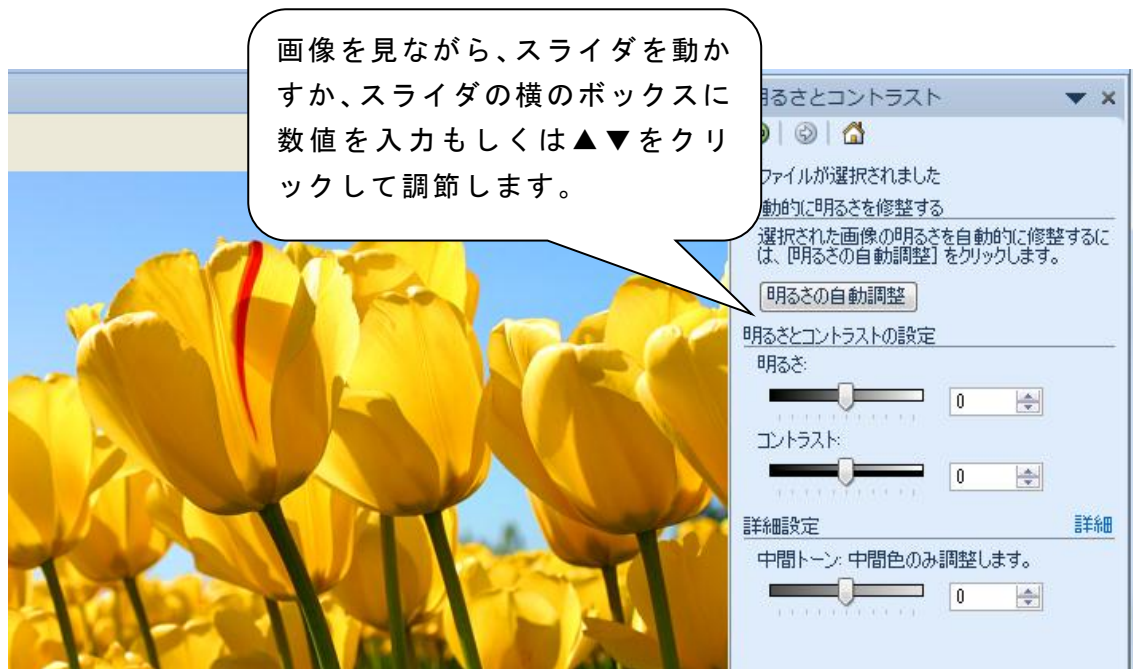 画像を見ながら、スライダを動か
すか、スライダの横のボックスに
数値を入力もしくは▲▼をクリ
ックして調節します。
明るさとコントラスト
ファイルが選択されました
動的に明るさを修整する
選択された画像の明るさを自動的に修整するに
は、[明るさの自動調整] をクリックします。
明るさの自動調整
明るさとコントラストの設定
明るさ:
0
コントラスト:
0
詳細設定 詳細
中間トーン: 中間色のみ調整します。
0